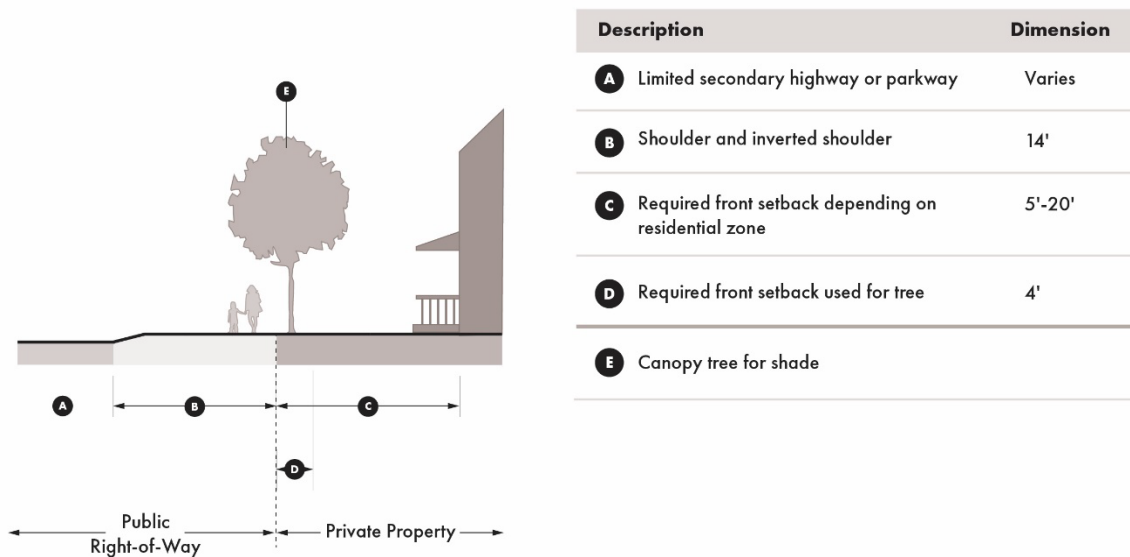 E
A
B
C
D
Public
Right-of-Way
Private Property
Description Dimension
A Limited secondary highway or parkway Varies
B Shoulder and inverted shoulder 14'
C Required front setback depending on 5'-20'
residential zone
D Required front setback used for tree 4'
E Canopy tree for shade